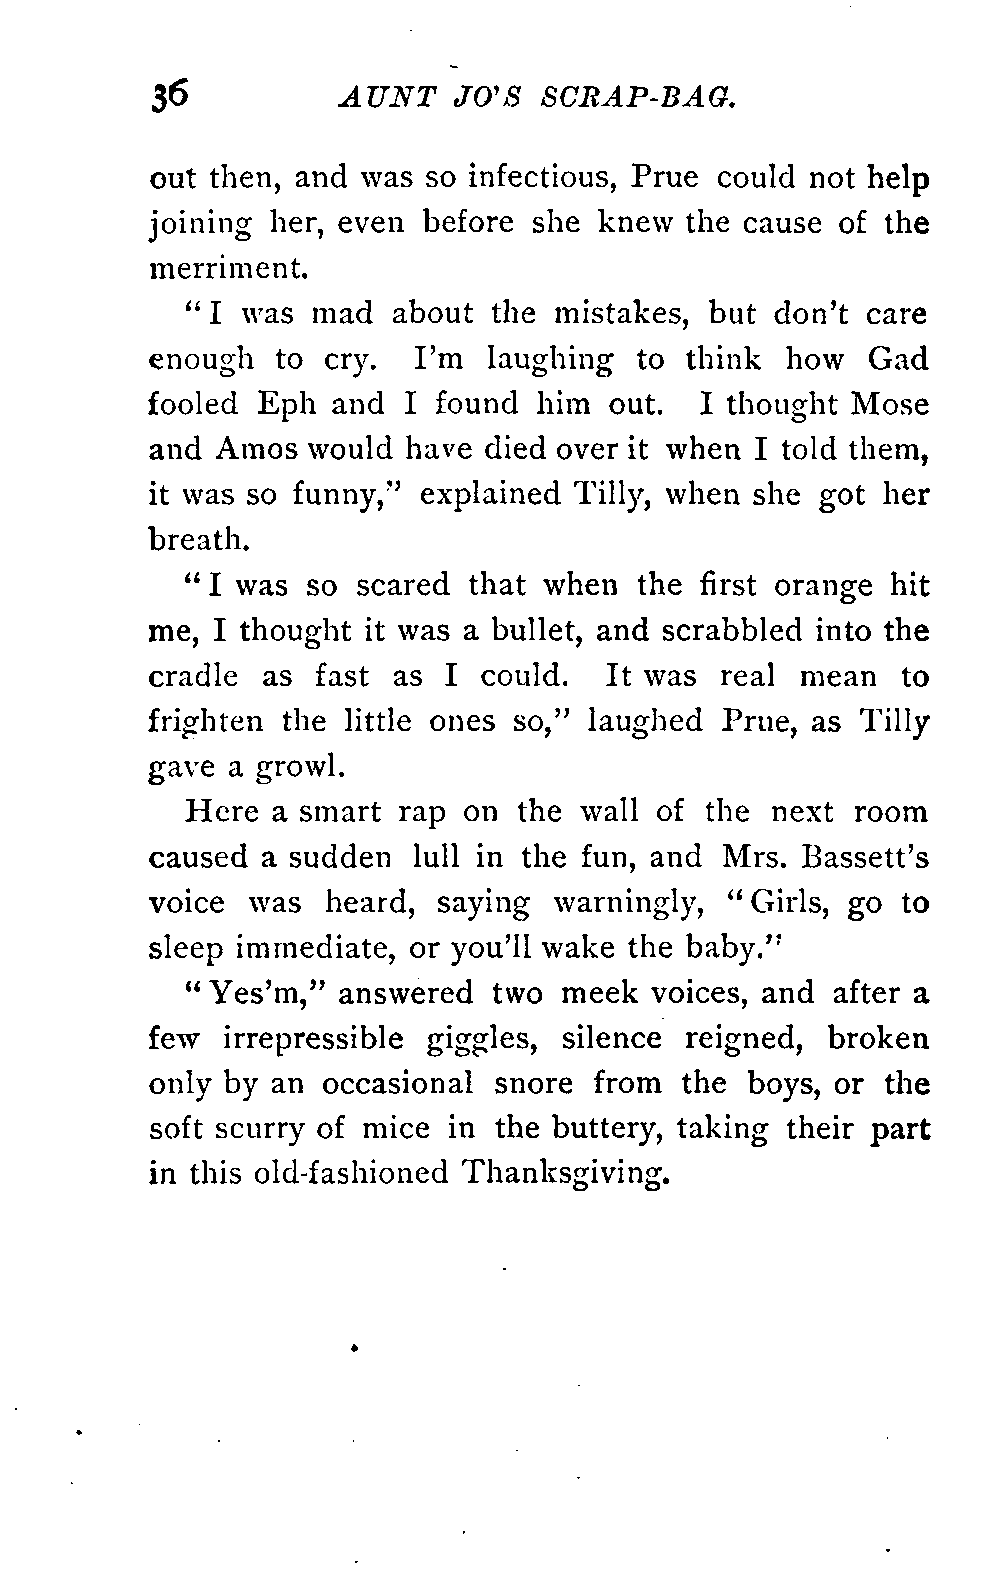 36 AUNT JO'S SCRAP-BAG.
out then, and was so infectious, Prue could not help
joining her, even before she knew the cause of the
merriment.
"I was mad about the mistakes, but don't care
enough to cry. I'm laughing to think how Gad
fooled Eph and I found him out. I thought Mose
and Amos would have died over it when I told them,
it was so funny," explained Tilly, when she got her
breath.
"I was so scared that when the first orange hit
me, I thought it was a bullet, and scrabbled into the
cradle as fast as I could. It was real mean to
frighten the little ones so," laughed Prue, as Tilly
gave a growl.
Here a smart rap on the wall of the next room
caused a sudden lull in the fun, and Mrs. Bassett's
voice was heard, saying warningly, "Girls, go to
sleep immediate, or you'll wake the baby."
"Yes'm," answered two meek voices, and after a
few irrepressible giggles, silence reigned, broken
only by an occasional snore from the boys, or the
soft scurry of mice in the buttery, taking their part
in this old-fashioned Thanksgiving.